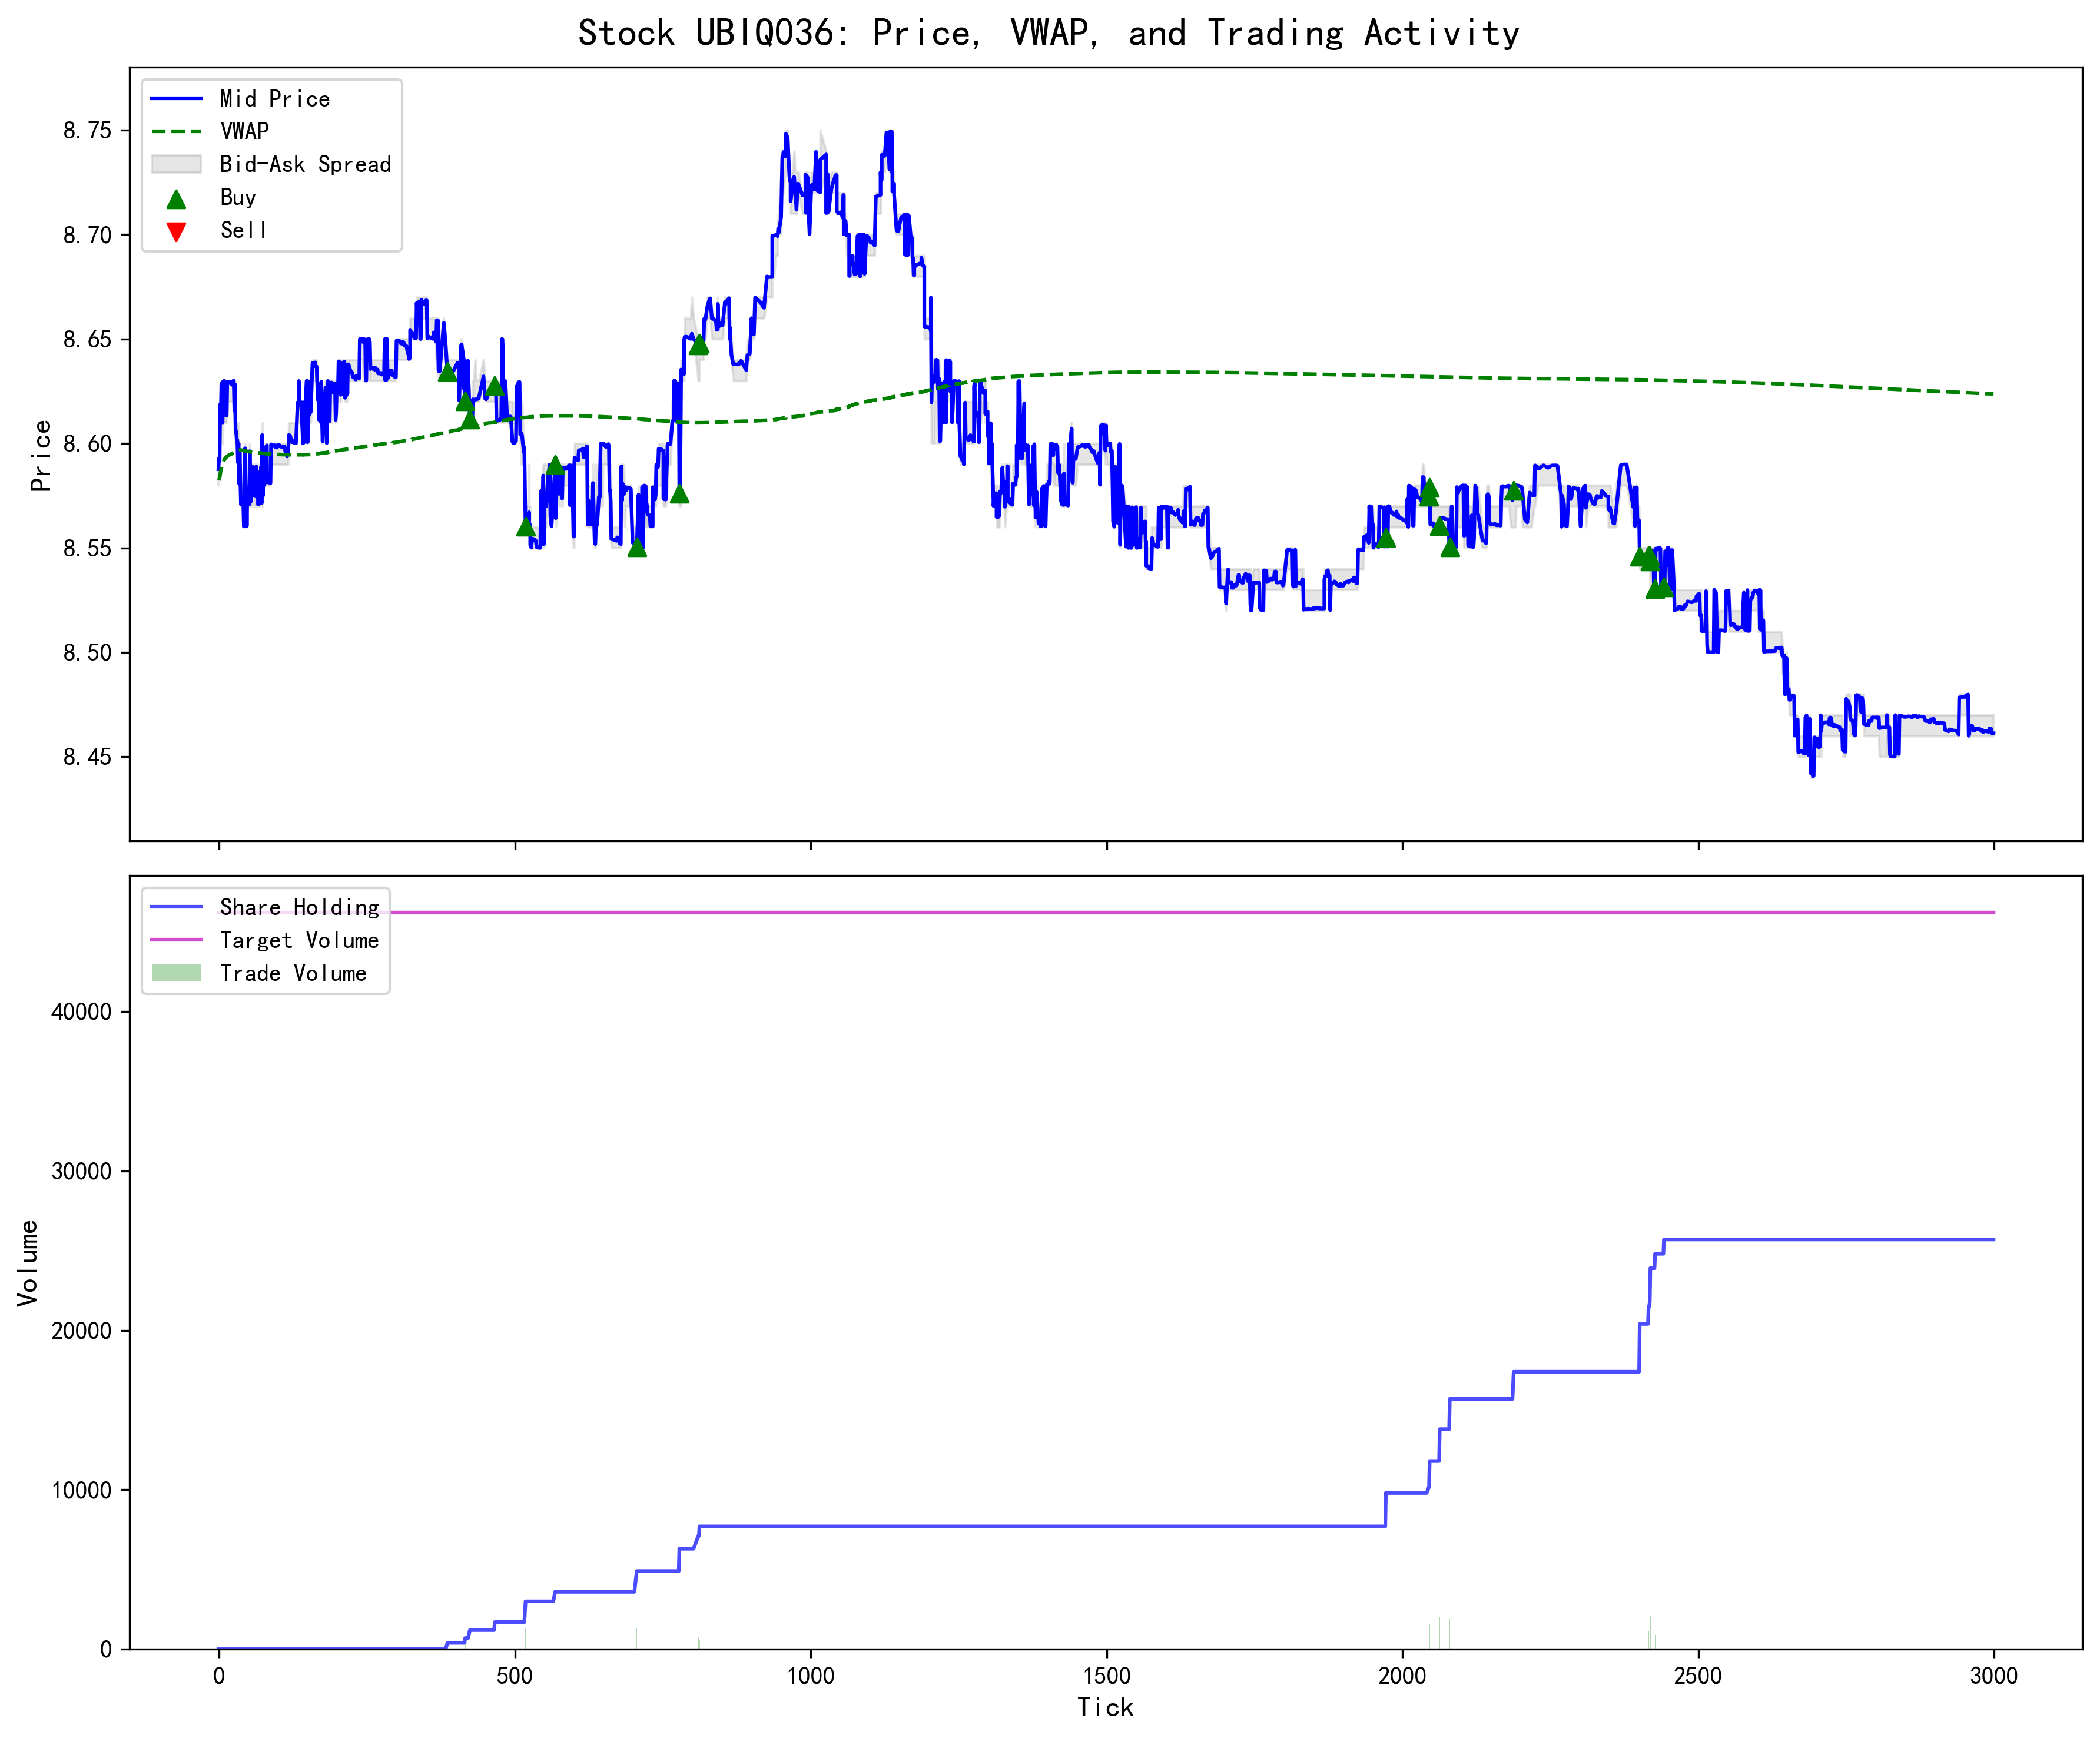 Stock UBIQ036: Price, VWAP, and Trading Activity
Mid Price
VWAP
Bid-Ask Spread
Buy
Sell
8.75
8.70
8.65
8.60
8.55
8.50
8.45
Price
Share Holding
Target Volume
Trade Volume
40000
30000
20000
10000
0
Volume
0
500
1000
1500
2000
2500
3000
Tick